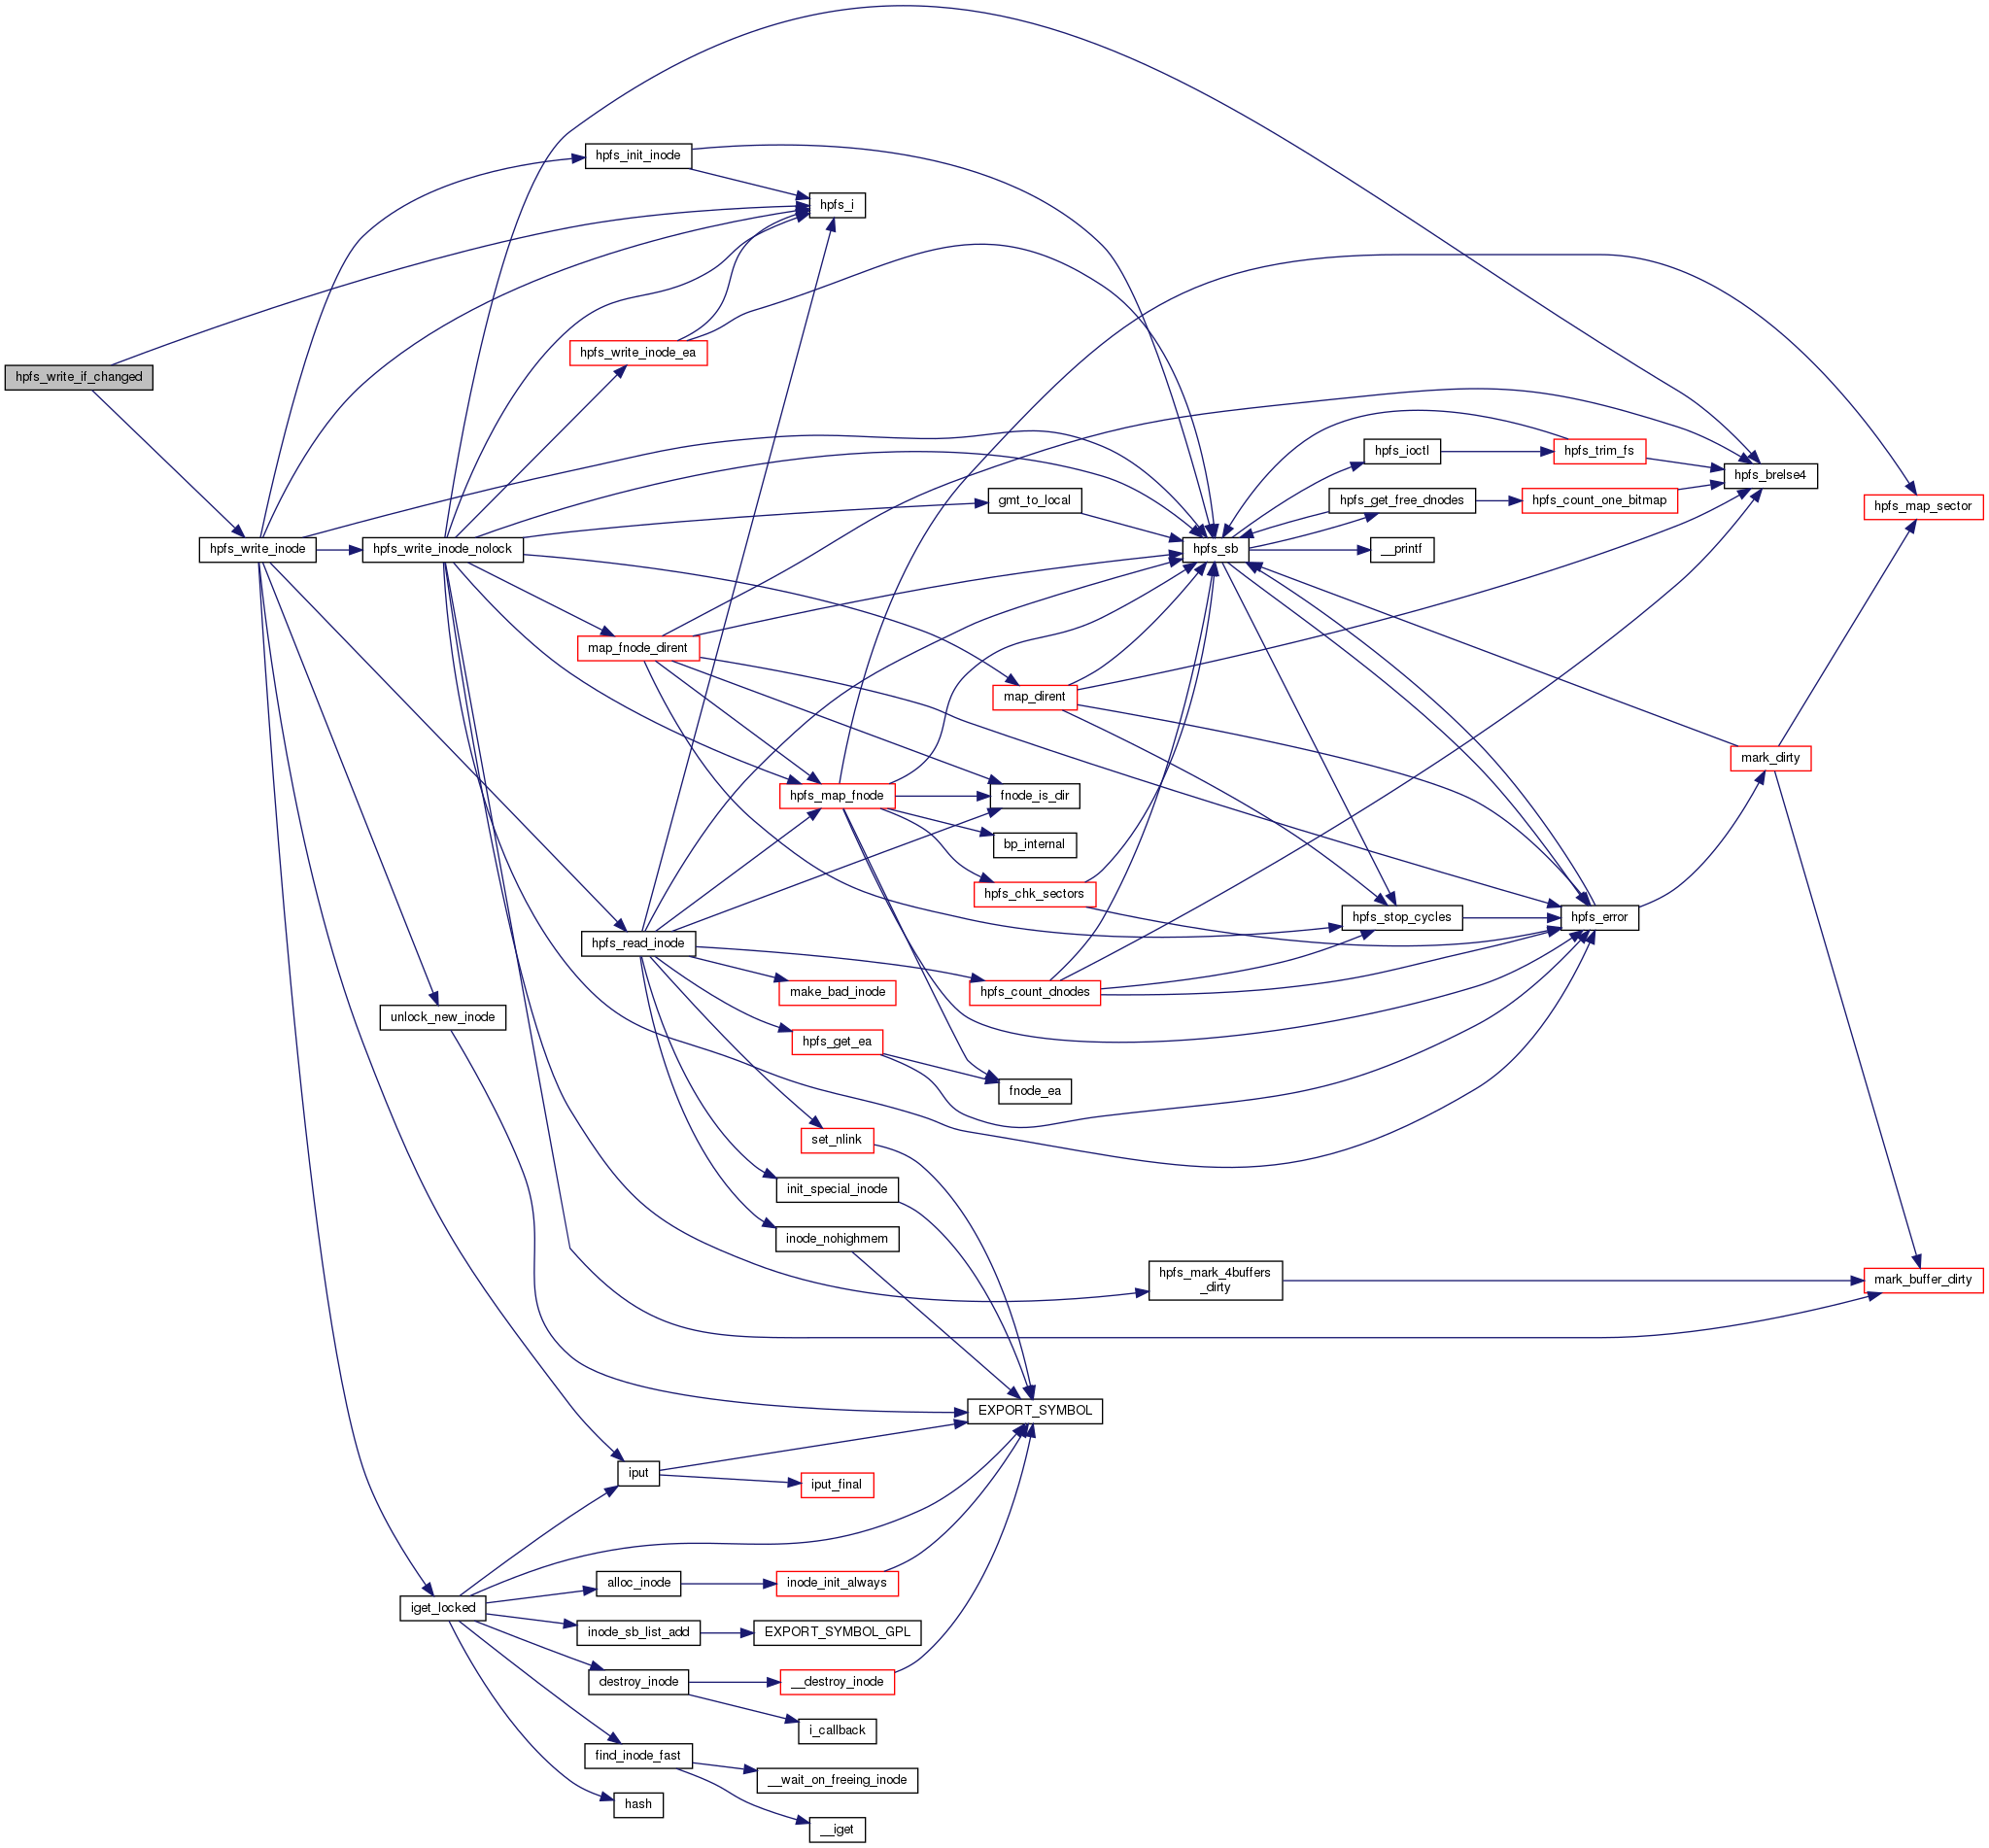 hpfs_init_inode
hpfs_i
hpfs_write_inode_ea
hpfs_write_if_changed
hpfs_ioctl
hpfs_trim_fs
hpfs_brelse4
gmt_to_local
hpfs_get_free_dnodes
hpfs_count_one_bitmap
hpfs_map_sector
hpfs_write_inode
hpfs_write_inode_nolock
hpfs_sb
__printf
map_fnode_dirent
map_dirent
mark_dirty
hpfs_map_fnode
fnode_is_dir
bp_internal
hpfs_chk_sectors
hpfs_stop_cycles
hpfs_error
hpfs_read_inode
make_bad_inode
hpfs_count_dnodes
unlock_new_inode
hpfs_get_ea
fnode_ea
set_nlink
init_special_inode
inode_nohighmem
hpfs_mark_4buffers
_dirty
mark_buffer_dirty
EXPORT_SYMBOL
iput
iput_final
alloc_inode
inode_init_always
iget_locked
inode_sb_list_add
EXPORT_SYMBOL_GPL
destroy_inode
__destroy_inode
i_callback
find_inode_fast
__wait_on_freeing_inode
hash
__iget